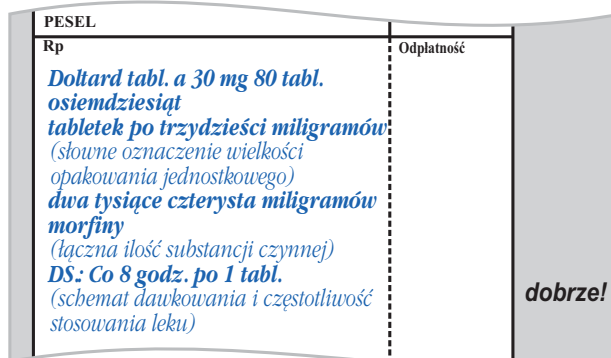 PESEL
Rp
Odpłatność
Doltard tabl. a 30 mg 80 tabl.
osiemdziesiąt
tabletek po trzydzieści miligramów
(słowne oznaczenie wielkości
opakowania jednostkowego)
dwa tysiące czterysta miligramów
morfiny
(łączna ilość substancji czynnej)
DS.: Co 8 godz. po 1 tabl.
(schemat dawkowania i częstotliwość
stosowania leku)
dobrze!